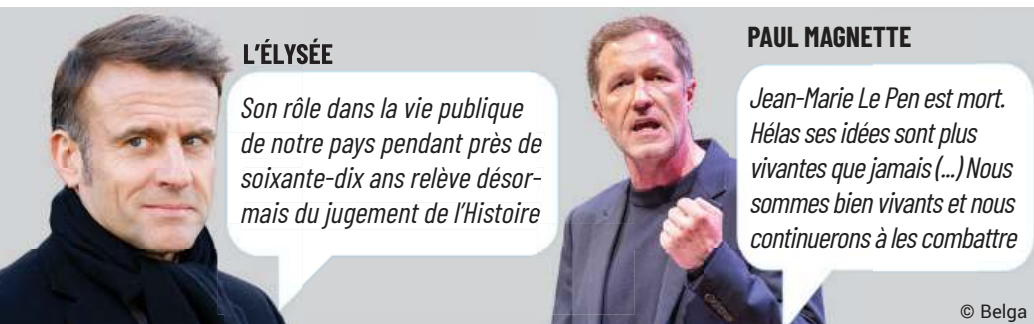 L'ÉLYSÉE
Son rôle dans la vie publique
de notre pays pendant près de
soixante-dix ans relève désor-
mais du jugement de l'Histoire
PAUL MAGNETTE
Jean-Marie Le Pen est mort.
Hélas ses idées sont plus
vivantes que jamais (...) Nous
sommes bien vivants et nous
continuerons à les combattre
© Belga